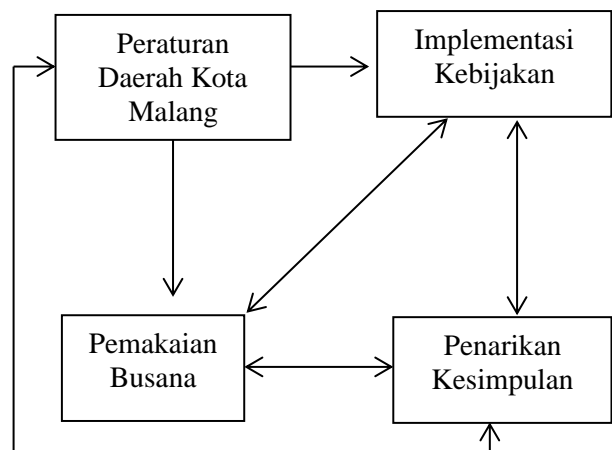 Peraturan
Daerah Kota
Malang
Implementasi
Kebijakan
Pemakaian
Busana
Penarikan
Kesimpulan